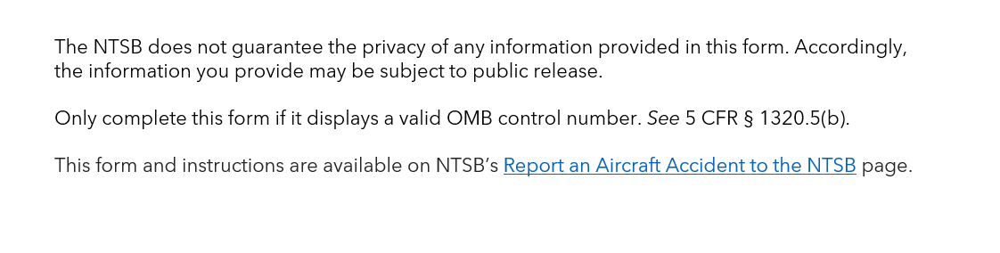 The NTSB does not guarantee the privacy of any information provided in this form. Accordingly,
the information you provide may be subject to public release.
Only complete this form if it displays a valid OMB control number. See 5 CFR § 1320.5(b).
This form and instructions are available on NTSB’s Report an Aircraft Accident to the NTSB page.